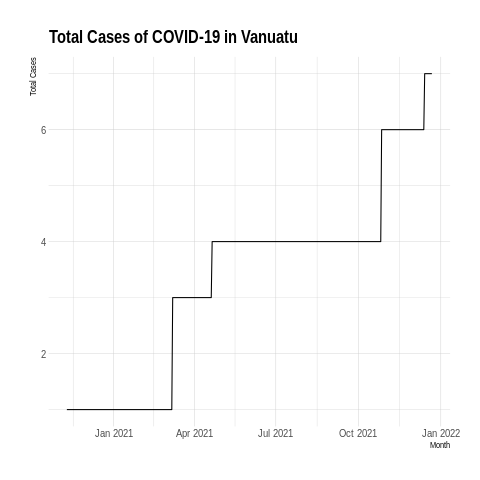 Total Cases of COVID-19 in Vanuatu
Total Cases
6
4
2
Jan 2021 Apr 2021 Jul 2021 Oct 2021 Jan 2022
Month